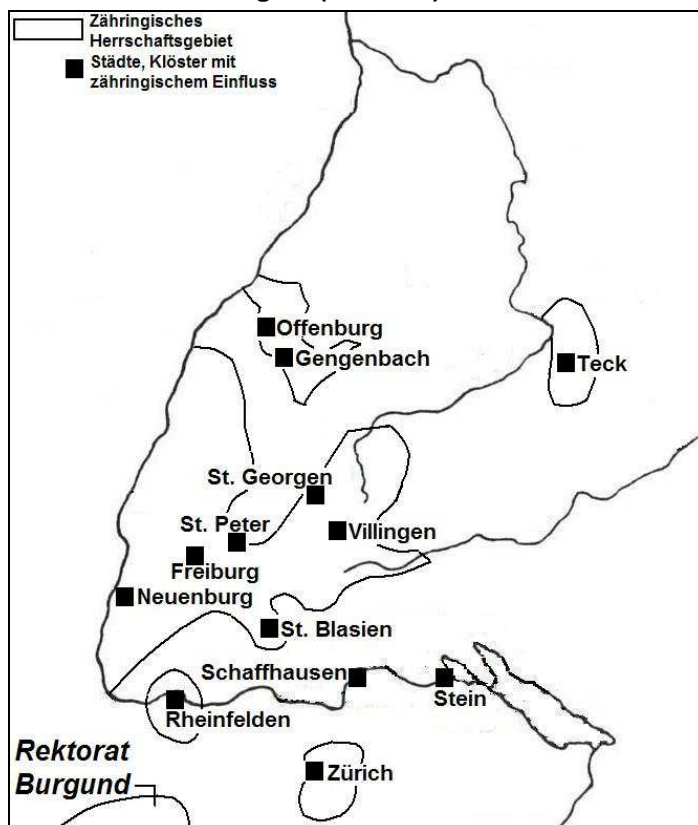 Zähringisches
Herrschaftsgebiet
Städte, Klöster mit
zähringischem Einfluss
Offenburg
Gengenbach
Teck
St. Georgen
St. Peter
Villingen
Freiburg
Neuenburg
St. Blasien
Schaffhausen
Stein
Rheinfelden
Rektorat
Burgund
Zürich